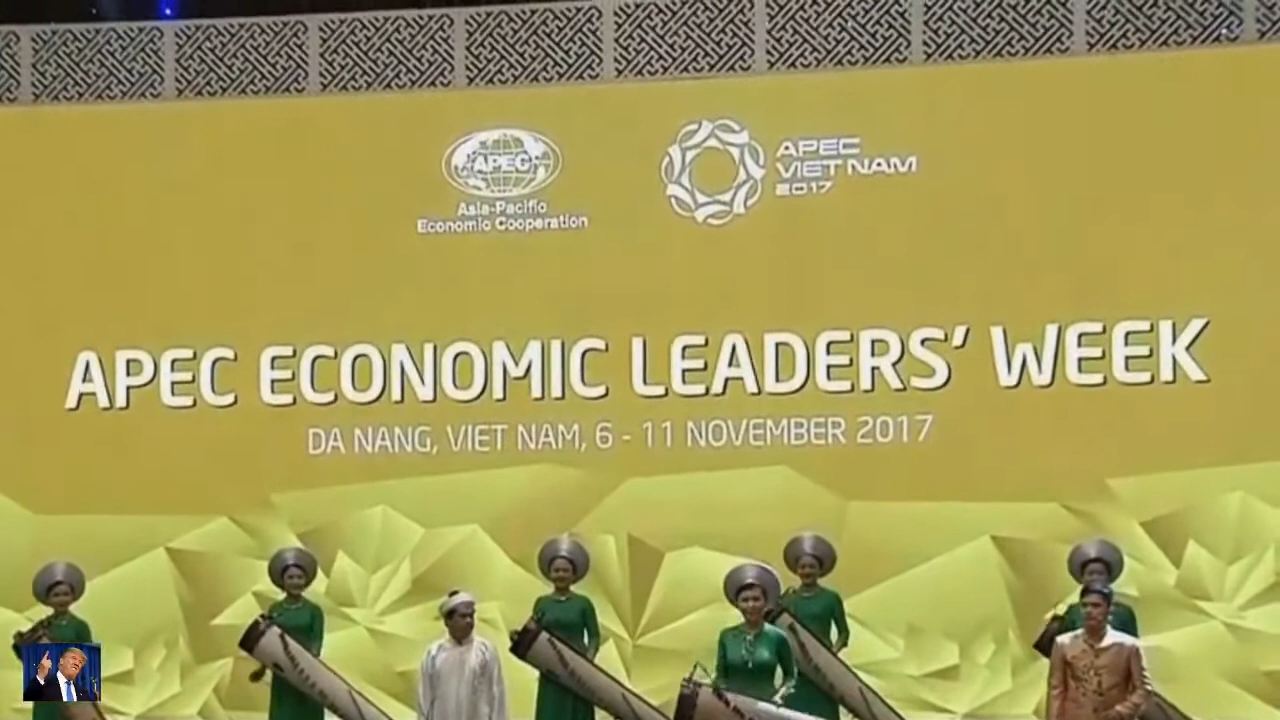 APEC
Asia-Pacific
Economic Cooperation
APEC
VIET NAM
2017
APEC ECONOMIC LEADERS' WEEK
DA NANG, VIET NAM, 6 - 11 NOVEMBER 2017